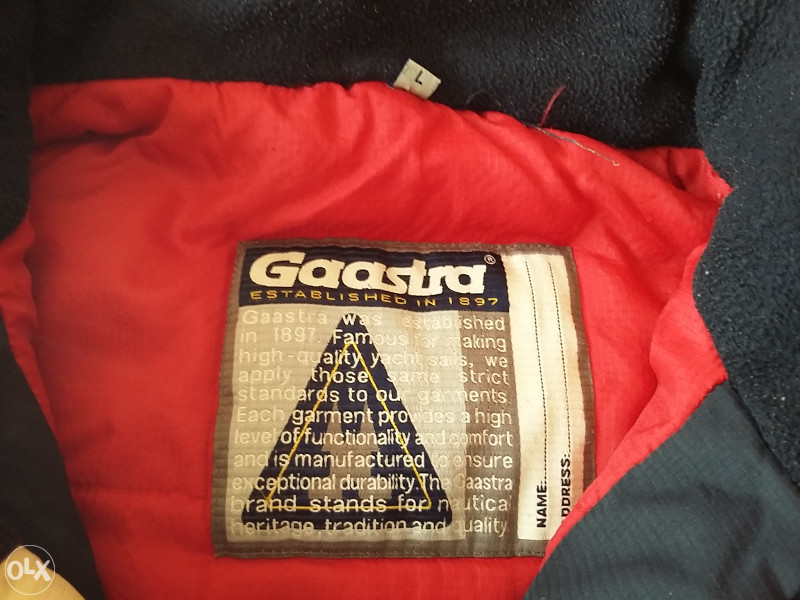 L
Gaastra®
ESTABLISHED IN 1897
Gaastra was established
in 1897. Famous for making
high-quality yacht sails, we
apply those same strict
standards to our garments.
Each garment provides a high
level of functionality and comfort
and is manufactured to ensure
exceptional durability. The Gaastra
brand stands for nautical
heritage, tradition and quality
NAME:
DDRESS:
OLX